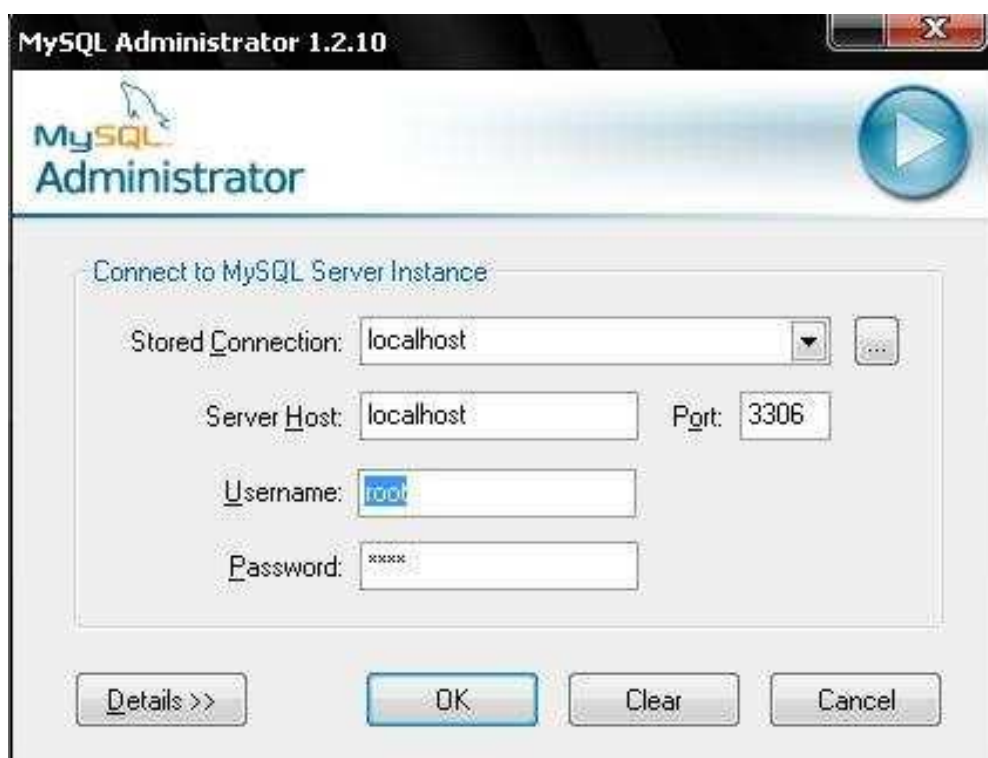 MySQL Administrator 1.2.10
MySQL
Administrator
Connect to MySQL Server Instance
Stored Connection: localhost ...
Server Host: localhost Port: 3306
Username: root
Password: ****
Details >> OK Clear Cancel